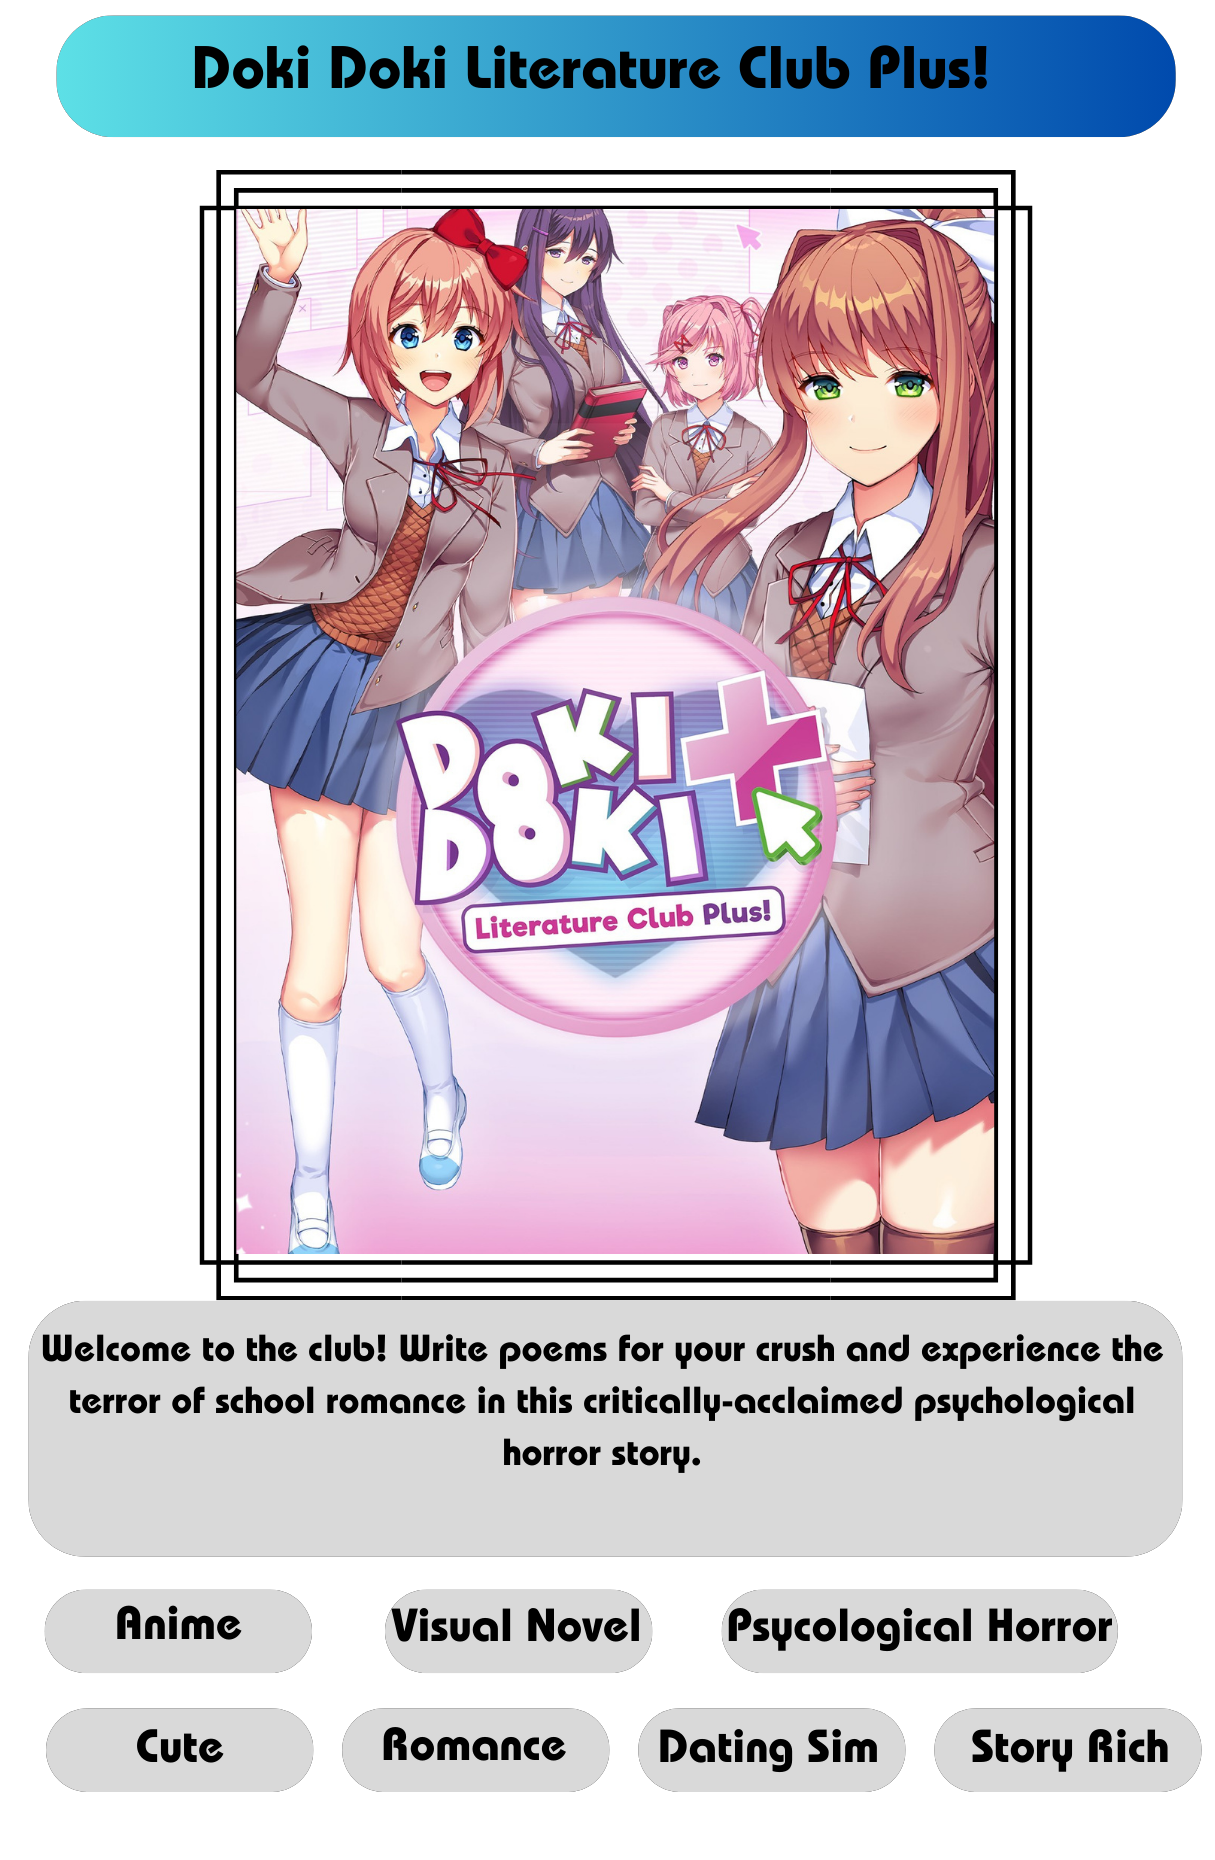 Doki Doki Literature Club Plus!
DOKI
DOKI
Literature Club Plus!
Welcome to the club! Write poems for your crush and experience the
terror of school romance in this critically-acclaimed psychological
horror story.
Anime
Visual Novel
Psycological Horror
Cute
Romance
Dating Sim
Story Rich